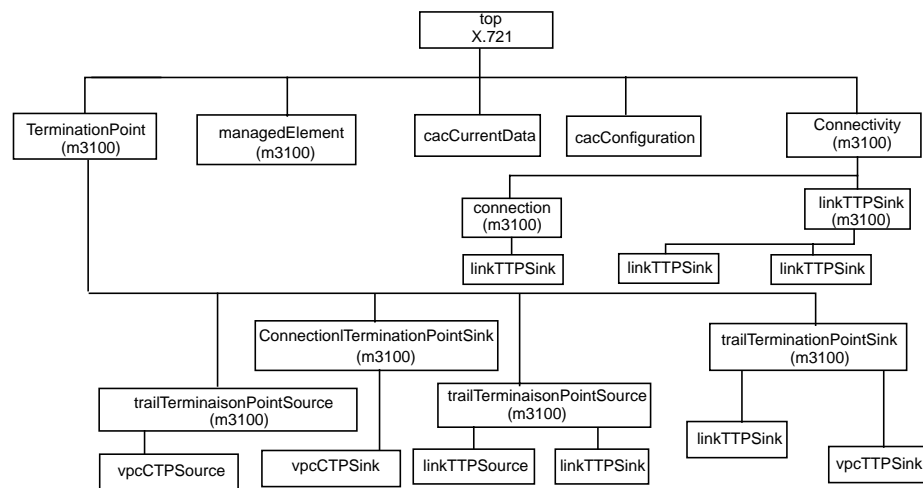 top
X.721
TerminationPoint
(m3100)
managedElement
(m3100)
cacCurrentData
cacConfiguration
Connectivity
(m3100)
connection
(m3100)
linkTTPSink
(m3100)
linkTTPSink
linkTTPSink
linkTTPSink
ConnectionlTerminationPointSink
(m3100)
trailTerminationPointSink
(m3100)
trailTerminaisonPointSource
(m3100)
trailTerminaisonPointSource
(m3100)
linkTTPSink
vpcCTPSource
vpcCTPSink
linkTTPSource
linkTTPSink
vpcTTPSink